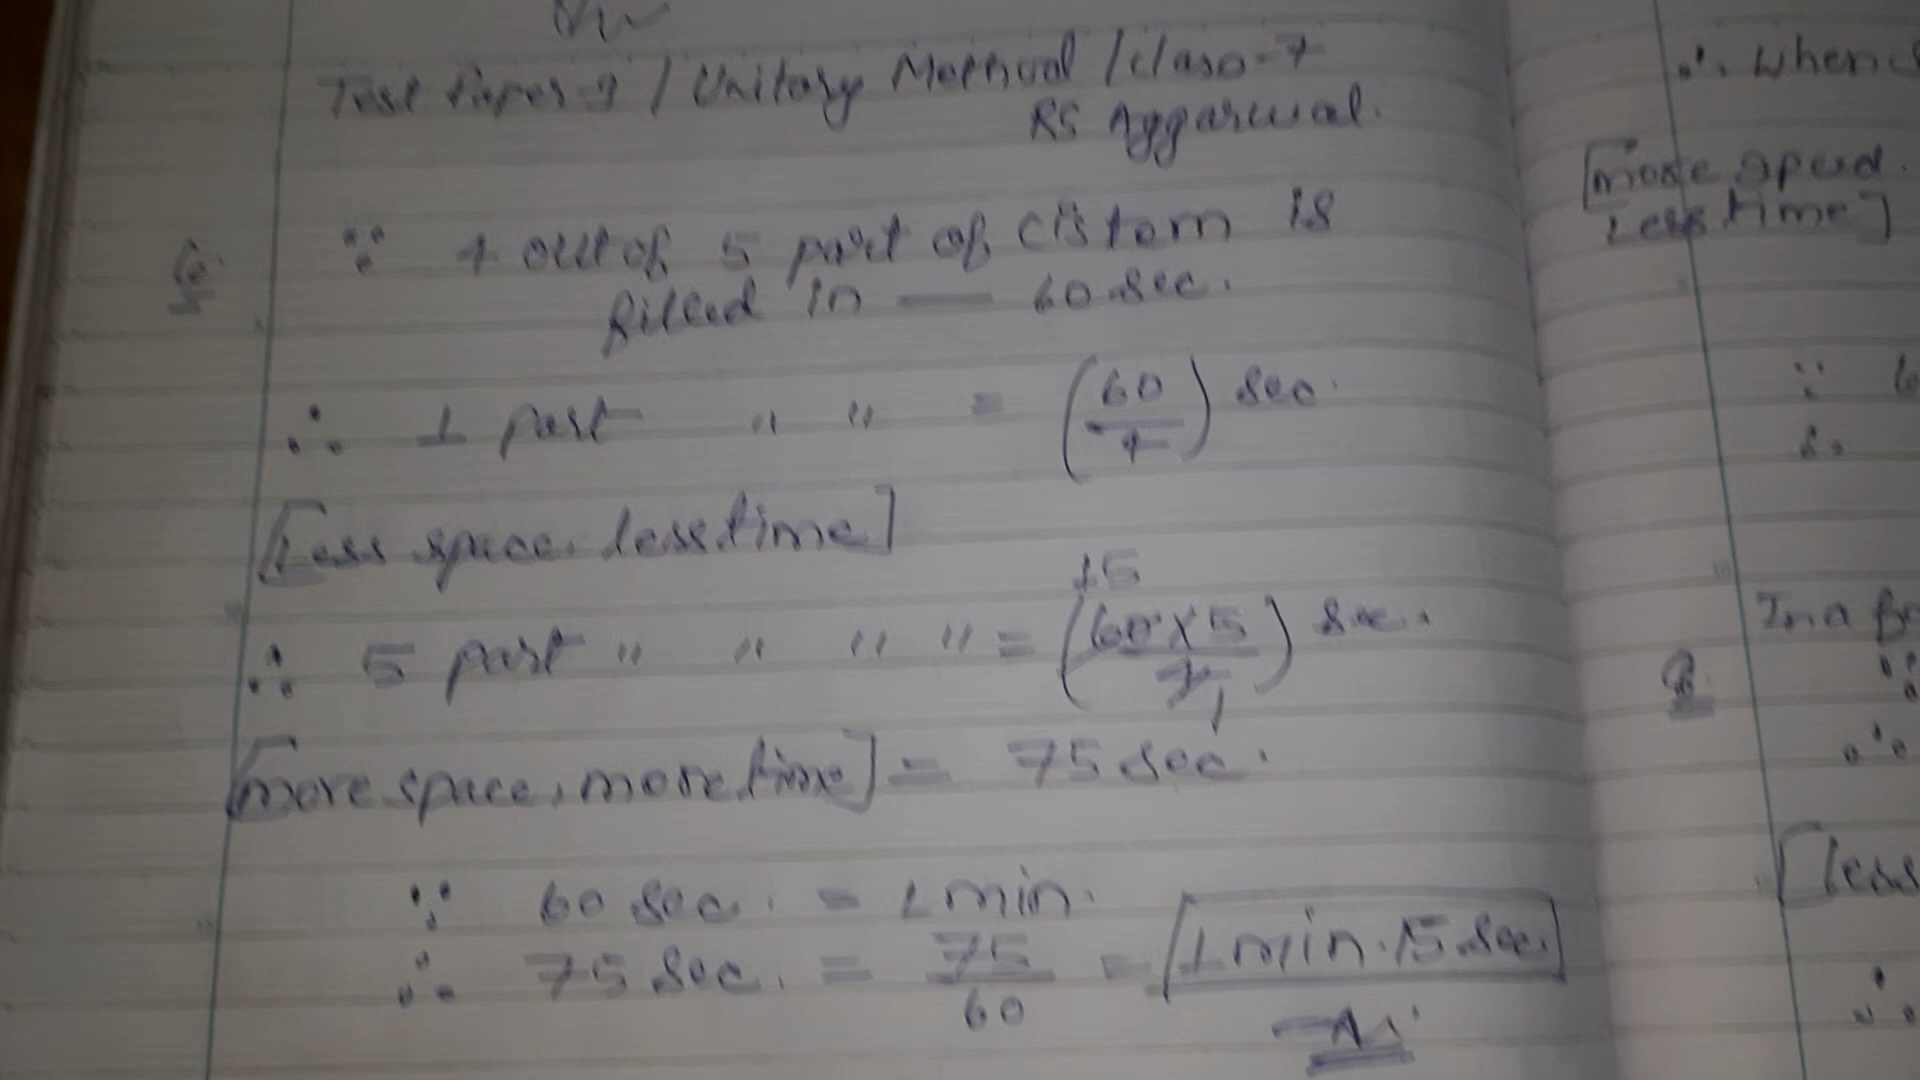 Test Paper-9 / Unitary Method / class-7
RS Aggarwal.
6. ∵ 4 out of 5 part of cistern is
filled in — 60 sec.
∴ 1 part " " = (60/4) sec.
[Less space, less time]
15
∴ 5 part " " " " = (60×5/4) sec.
1
[more space, more time] = 75 sec.
∵ 60 sec. = 1 min.
∴ 75 sec. = 75/60 = 1 min. 15 sec.
∴ when
[more speed.
Less time]
∵ 6
∴
In a
8. ∵
∴
[less
∴